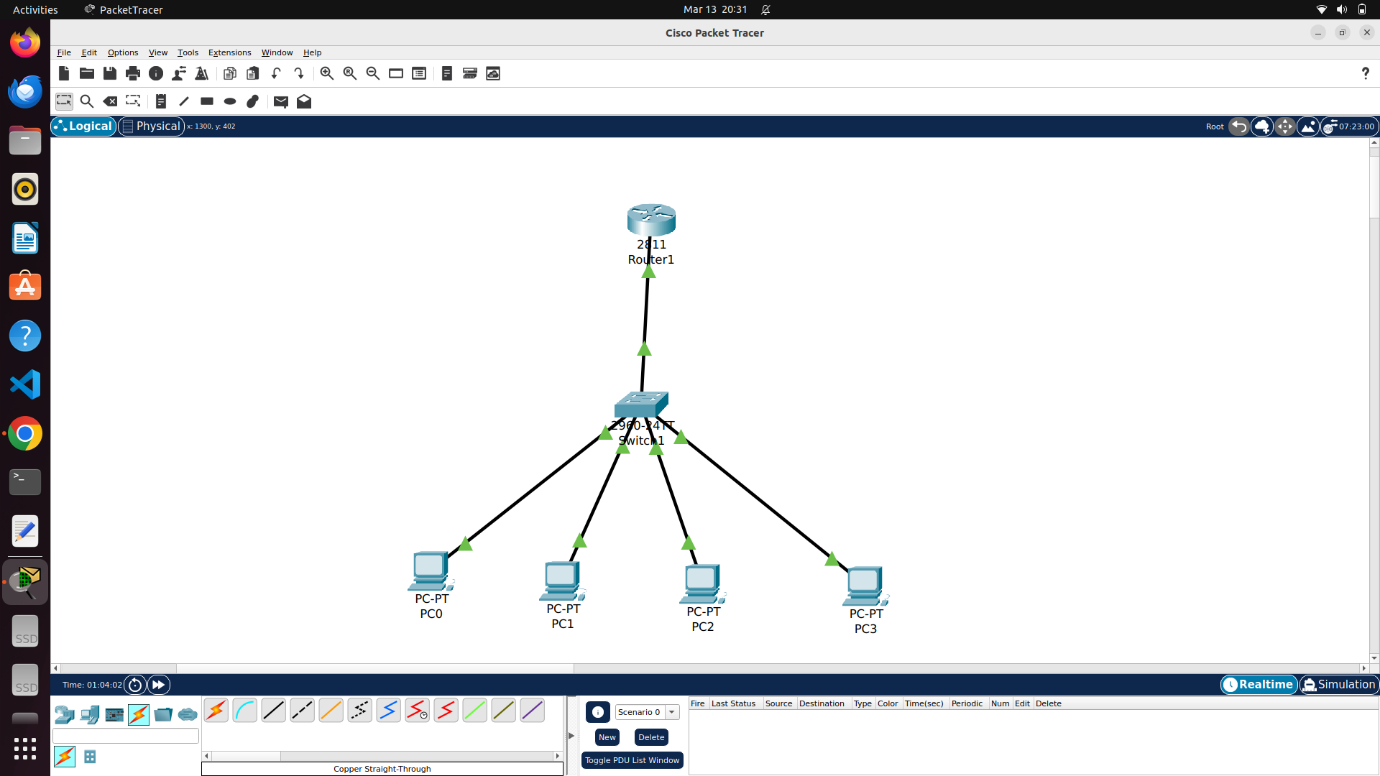 Activities PacketTracer Mar 13 20:31
Cisco Packet Tracer
File Edit Options View Tools Extensions Window Help
?
Logical Physical x: 1300, y: 402 Root 07:23:00
2811
Router1
2960-24TT
Switch1
PC-PT
PC0
PC-PT
PC1
PC-PT
PC2
PC-PT
PC3
SSD
SSD
Time: 01:04:02 Realtime Simulation
Scenario 0
New Delete
Toggle PDU List Window
Fire Last Status Source Destination Type Color Time(sec) Periodic Num Edit Delete
Copper Straight-Through